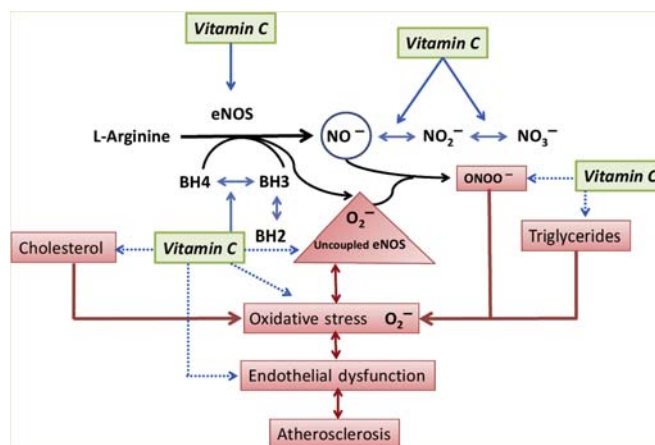 Vitamin C
Vitamin C
eNOS
L-Arginine
NO⁻
NO₂⁻
NO₃⁻
BH4
BH3
ONOO⁻
Vitamin C
O₂⁻
Uncoupled eNOS
BH2
Cholesterol
Vitamin C
Triglycerides
Oxidative stress O₂⁻
Endothelial dysfunction
Atherosclerosis